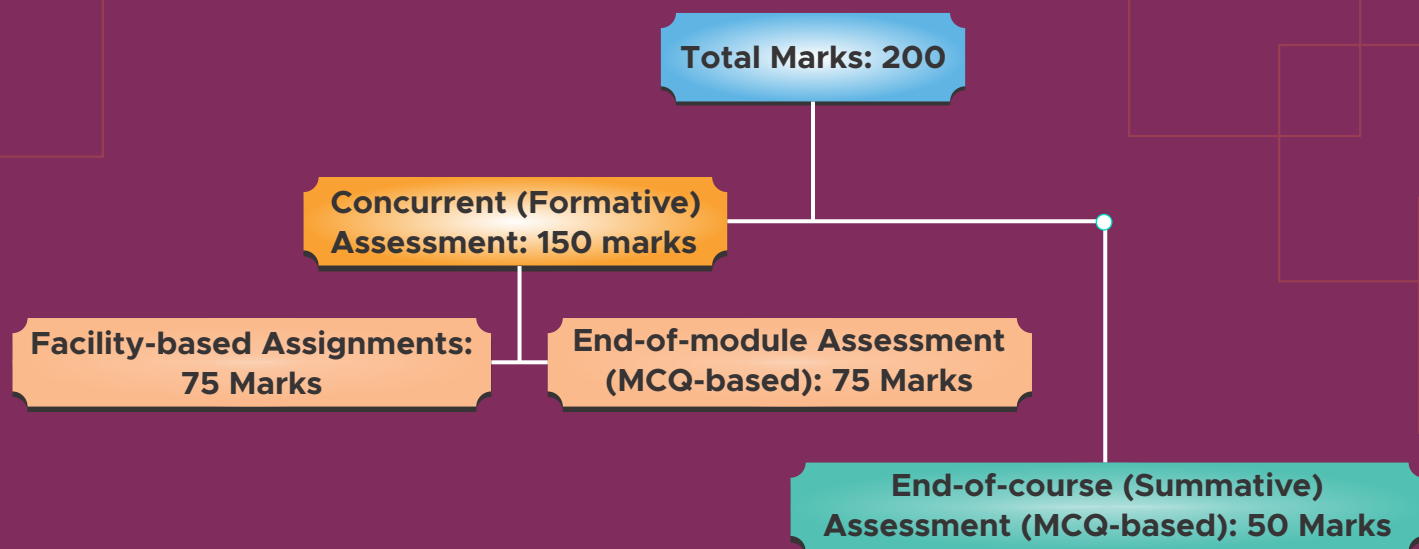 Total Marks: 200
Concurrent (Formative)
Assessment: 150 marks
Facility-based Assignments:
75 Marks
End-of-module Assessment
(MCQ-based): 75 Marks
End-of-course (Summative)
Assessment (MCQ-based): 50 Marks